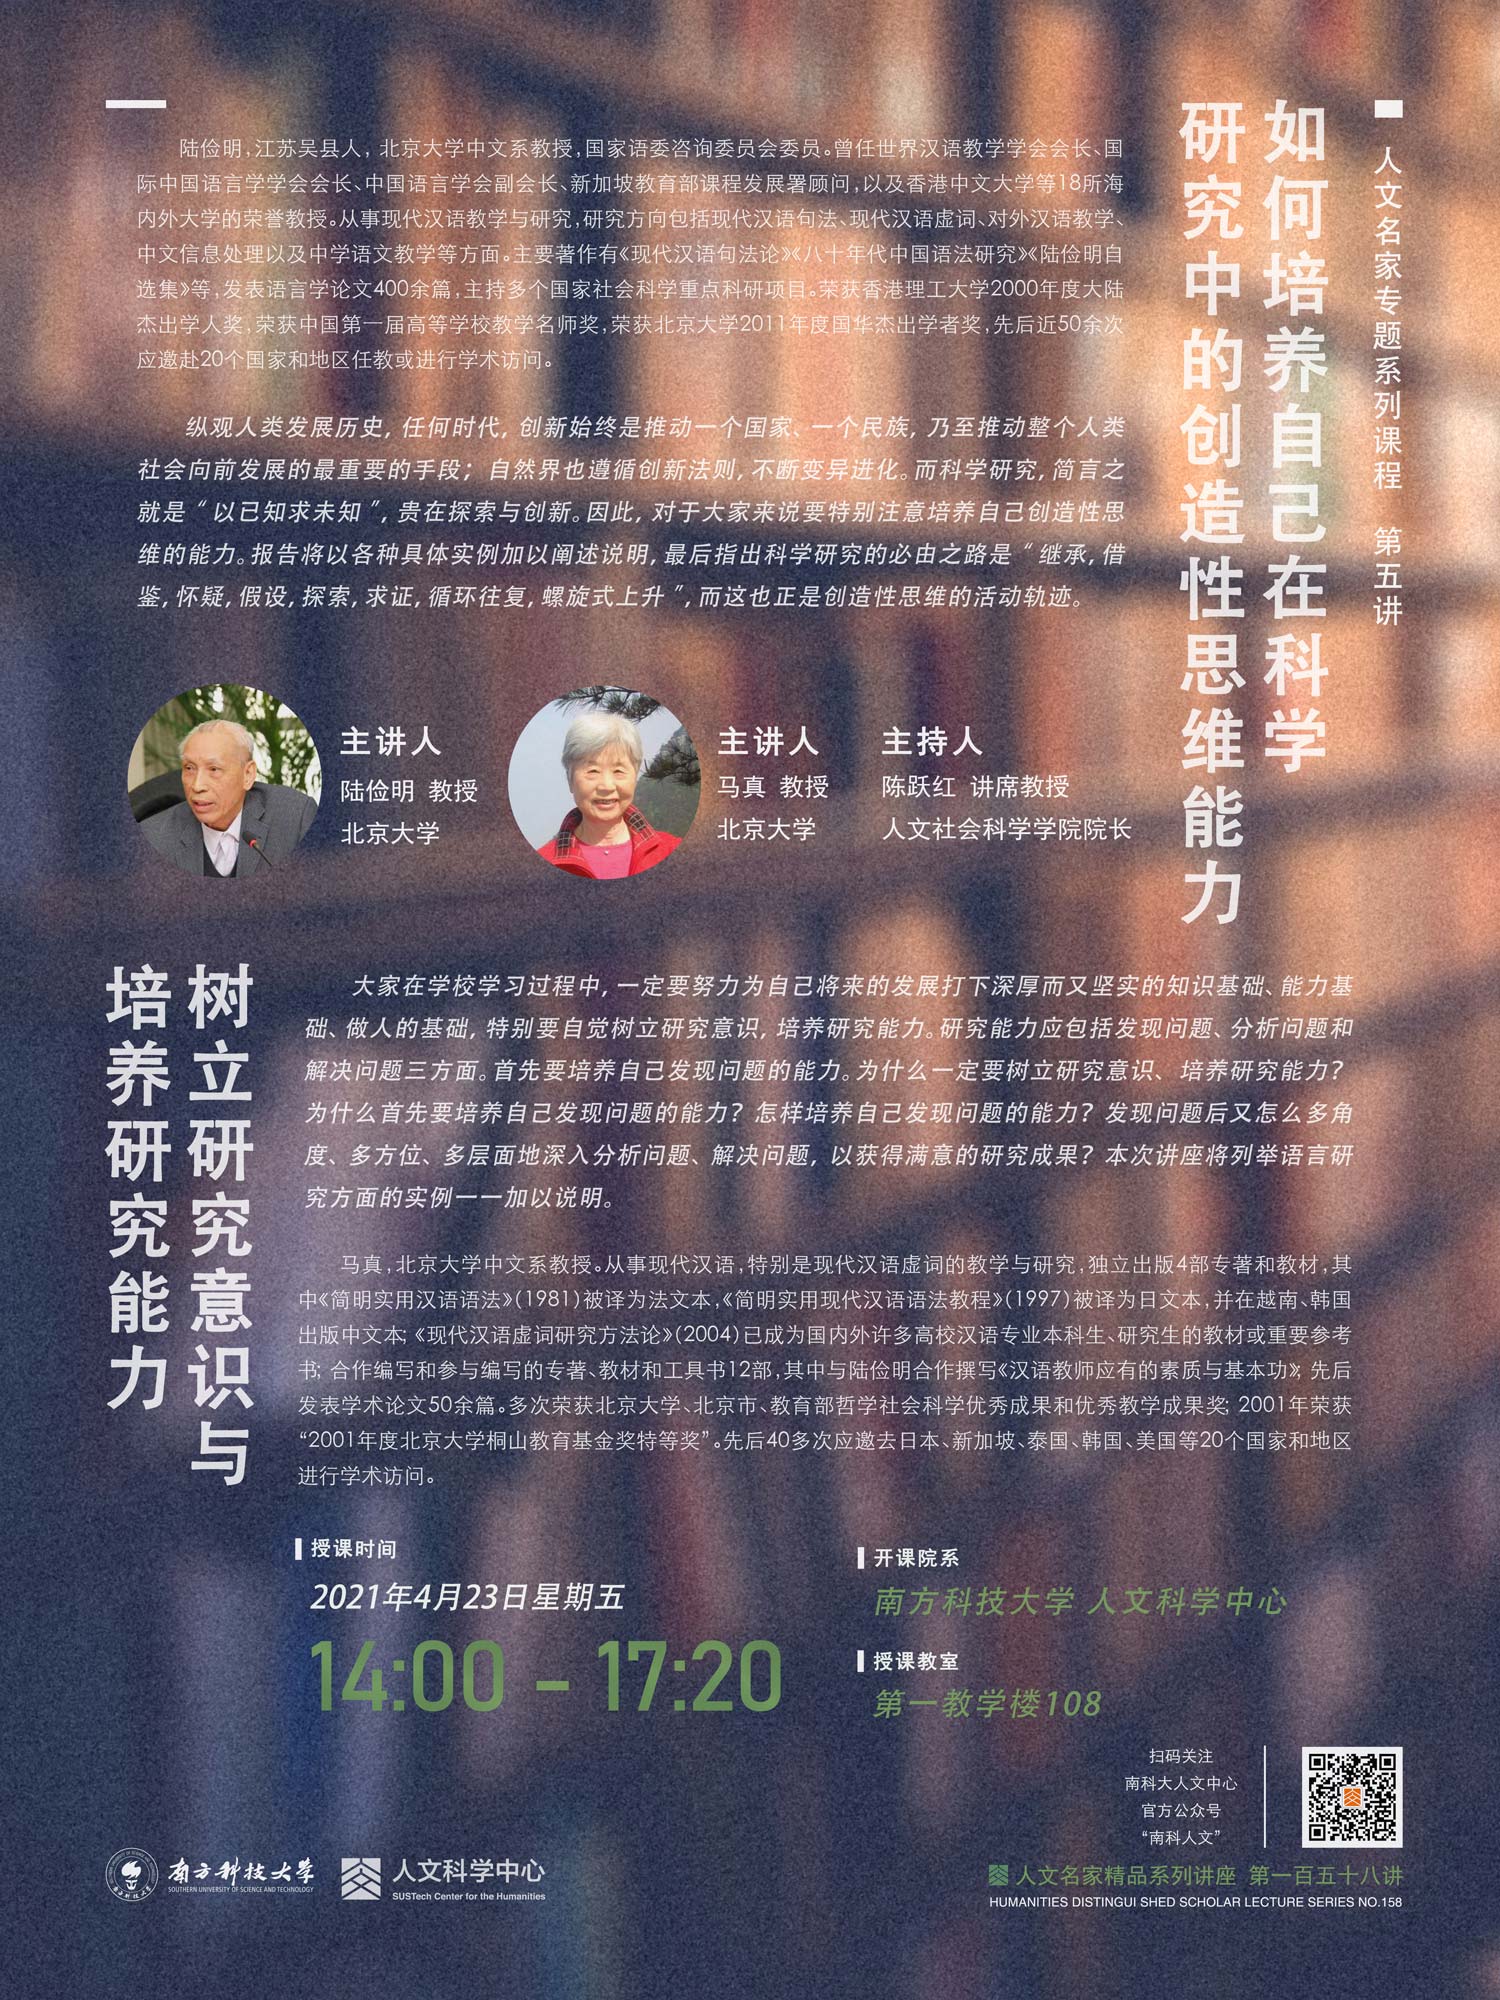 人文名家专题系列课程 第五讲
如何培养自己在科学
研究中的创造性思维能力
陆俭明,江苏吴县人, 北京大学中文系教授,国家语委咨询委员会委员。曾任世界汉语教学学会会长、国
际中国语言学学会会长、中国语言学会副会长、新加坡教育部课程发展署顾问,以及香港中文大学等18所海
内外大学的荣誉教授。从事现代汉语教学与研究,研究方向包括现代汉语句法、现代汉语虚词、对外汉语教学、
中文信息处理以及中学语文教学等方面。主要著作有《现代汉语句法论》《八十年代中国语法研究》《陆俭明自
选集》等,发表语言学论文400余篇,主持多个国家社会科学重点科研项目。荣获香港理工大学2000年度大陆
杰出学人奖,荣获中国第一届高等学校教学名师奖,荣获北京大学2011年度国华杰出学者奖,先后近50余次
应邀赴20个国家和地区任教或进行学术访问。
纵观人类发展历史, 任何时代, 创新始终是推动一个国家、一个民族, 乃至推动整个人类
社会向前发展的最重要的手段; 自然界也遵循创新法则, 不断变异进化。而科学研究, 简言之
就是“以已知求未知”, 贵在探索与创新。因此, 对于大家来说要特别注意培养自己创造性思
维的能力。报告将以各种具体实例加以阐述说明, 最后指出科学研究的必由之路是“继承, 借
鉴, 怀疑, 假设, 探索, 求证, 循环往复, 螺旋式上升”, 而这也正是创造性思维的活动轨迹。
主讲人
陆俭明 教授
北京大学
主讲人
马真 教授
北京大学
主持人
陈跃红 讲席教授
人文社会科学学院院长
树立研究意识与
培养研究能力
大家在学校学习过程中, 一定要努力为自己将来的发展打下深厚而又坚实的知识基础、能力基
础、做人的基础, 特别要自觉树立研究意识, 培养研究能力。研究能力应包括发现问题、分析问题和
解决问题三方面。首先要培养自己发现问题的能力。为什么一定要树立研究意识、培养研究能力?
为什么首先要培养自己发现问题的能力? 怎样培养自己发现问题的能力? 发现问题后又怎么多角
度、多方位、多层面地深入分析问题、解决问题, 以获得满意的研究成果? 本次讲座将列举语言研
究方面的实例一一加以说明。
马真,北京大学中文系教授。从事现代汉语,特别是现代汉语虚词的教学与研究,独立出版4部专著和教材,其
中《简明实用汉语语法》(1981)被译为法文本,《简明实用现代汉语语法教程》(1997)被译为日文本,并在越南、韩国
出版中文本;《现代汉语虚词研究方法论》(2004)已成为国内外许多高校汉语专业本科生、研究生的教材或重要参考
书; 合作编写和参与编写的专著、教材和工具书12部,其中与陆俭明合作撰写《汉语教师应有的素质与基本功》; 先后
发表学术论文50余篇。多次荣获北京大学、北京市、教育部哲学社会科学优秀成果和优秀教学成果奖; 2001年荣获
“2001年度北京大学桐山教育基金奖特等奖”。先后40多次应邀去日本、新加坡、泰国、韩国、美国等20个国家和地区
进行学术访问。
授课时间
2021年4月23日星期五
14:00 - 17:20
开课院系
南方科技大学 人文科学中心
授课教室
第一教学楼108
扫码关注
南科大人文中心
官方公众号
“南科人文”
南方科技大学
SOUTHERN UNIVERSITY OF SCIENCE AND TECHNOLOGY
人文科学中心
SUSTech Center for the Humanities
人文名家精品系列讲座 第一百五十八讲
HUMANITIES DISTINGUI SHED SCHOLAR LECTURE SERIES NO.158